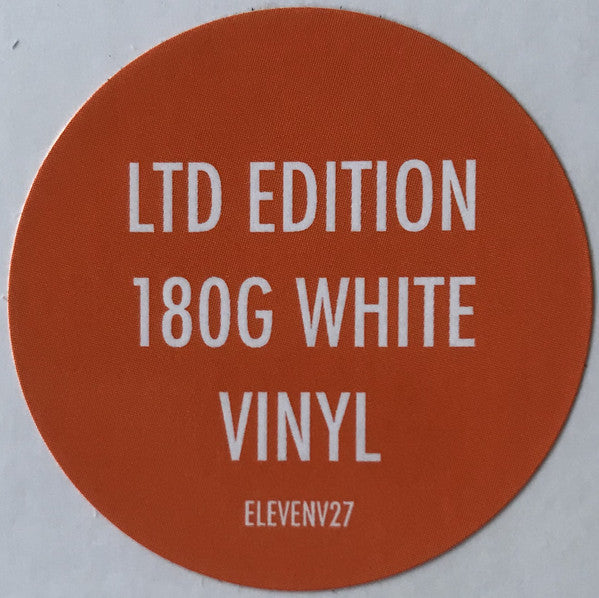 LTD EDITION
180G WHITE
VINYL
ELEVENV27